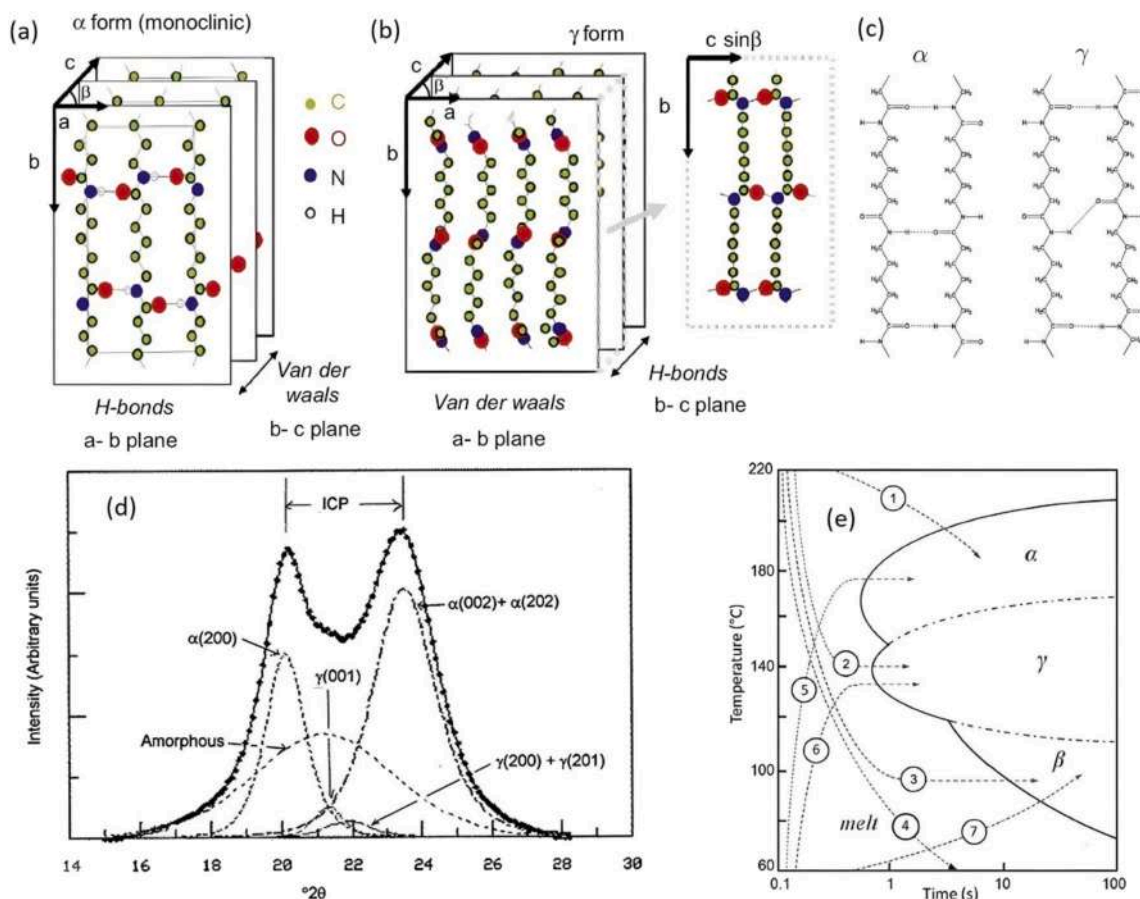 (a)
α form (monoclinic)
c
β
a
b
C
O
N
H
H-bonds
a- b plane
Van der
waals
b- c plane
(b)
γ form
c
β
a
b
Van der waals
a- b plane
c sinβ
b
H-bonds
b- c plane
(c)
α
γ
(d)
ICP
α(200)
γ(001)
α(002)+ α(202)
Amorphous
γ(200) + γ(201)
Intensity (Arbitrary units)
14 16 18 20 22 24 26 28 30
°2θ
(e)
220
180
140
100
60
Temperature (°C)
1
2
3
4
5
6
7
α
γ
β
melt
0.1 1 10 100
Time (s)